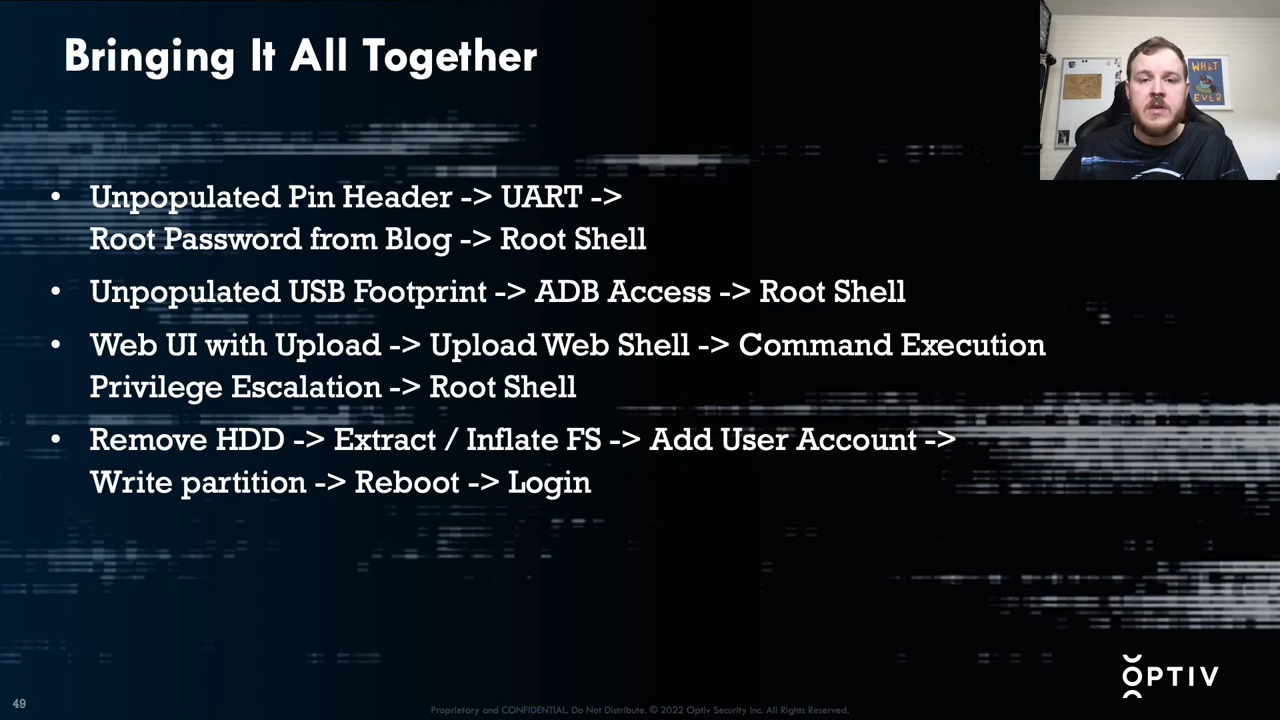 Bringing It All Together
WHAT
EVER
• Unpopulated Pin Header -> UART ->
Root Password from Blog -> Root Shell
• Unpopulated USB Footprint -> ADB Access -> Root Shell
• Web UI with Upload -> Upload Web Shell -> Command Execution
Privilege Escalation -> Root Shell
• Remove HDD -> Extract / Inflate FS -> Add User Account ->
Write partition -> Reboot -> Login
OPTIV
49
Proprietary and CONFIDENTIAL. Do Not Distribute. © 2022 Optiv Security Inc. All Rights Reserved.